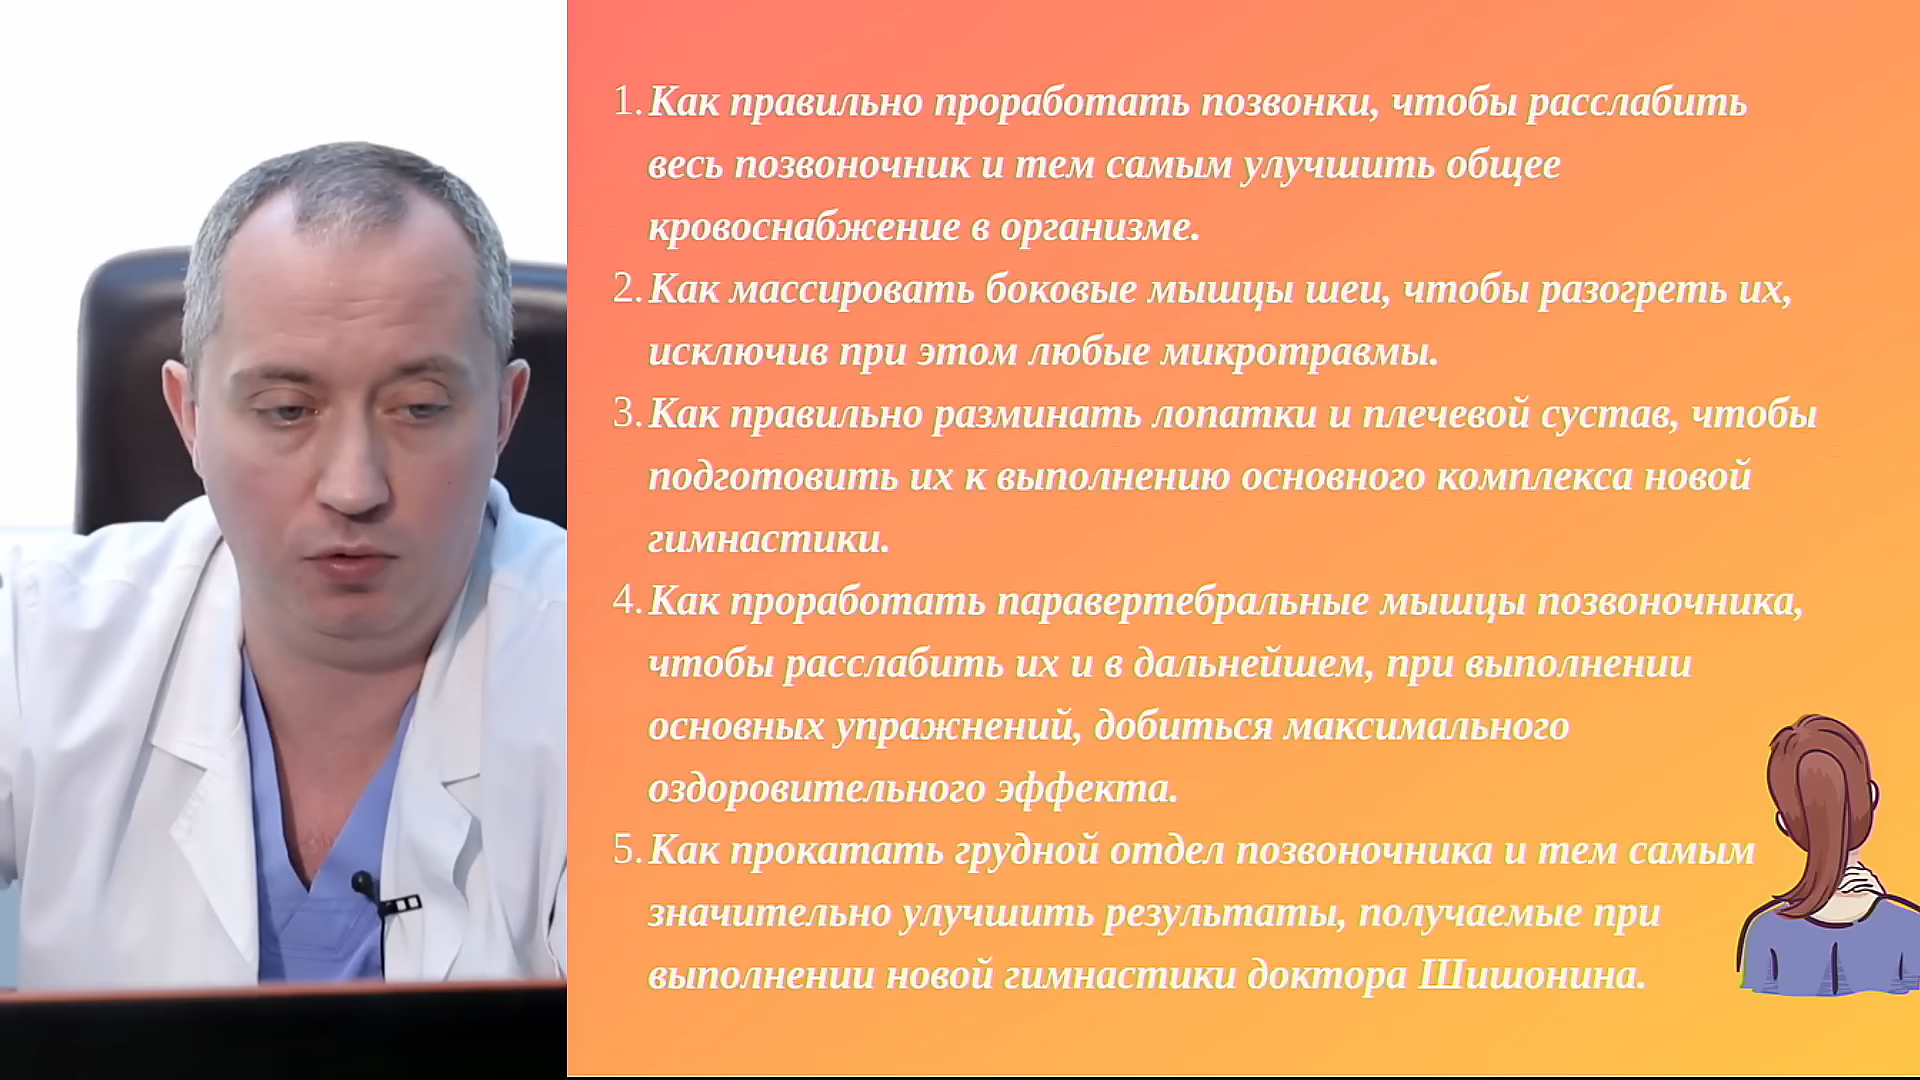 1. Как правильно проработать позвонки, чтобы расслабить
весь позвоночник и тем самым улучшить общее
кровоснабжение в организме.
2. Как массировать боковые мышцы шеи, чтобы разогреть их,
исключив при этом любые микротравмы.
3. Как правильно разминать лопатки и плечевой сустав, чтобы
подготовить их к выполнению основного комплекса новой
гимнастики.
4. Как проработать паравертебральные мышцы позвоночника,
чтобы расслабить их и в дальнейшем, при выполнении
основных упражнений, добиться максимального
оздоровительного эффекта.
5. Как прокатать грудной отдел позвоночника и тем самым
значительно улучшить результаты, получаемые при
выполнении новой гимнастики доктора Шишонина.